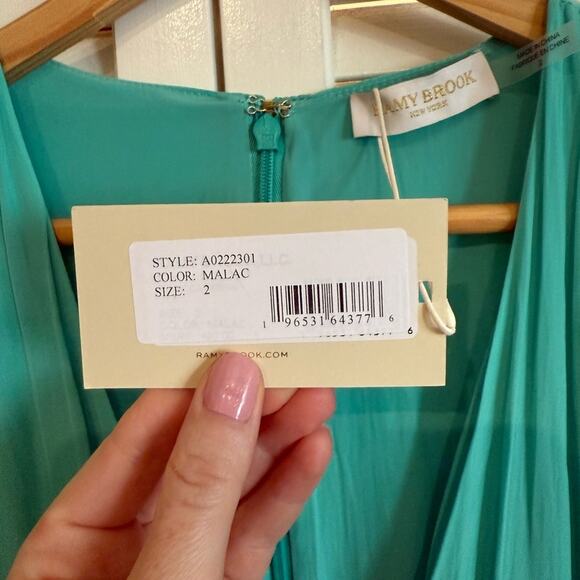 MADE IN CHINA
FABRIQUÉ EN CHINE
2
RAMY BROOK
NEW YORK
STYLE: A0222301
COLOR: MALAC
SIZE: 2
1 96531 64377 6
RAMYBROOK.COM